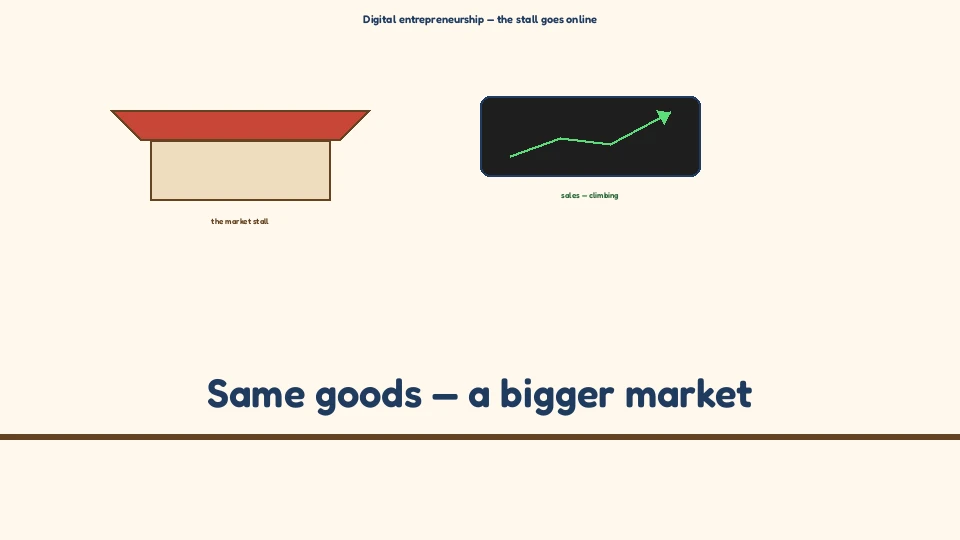 Digital entrepreneurship — the stall goes online
sales — climbing
the market stall
Same goods — a bigger market